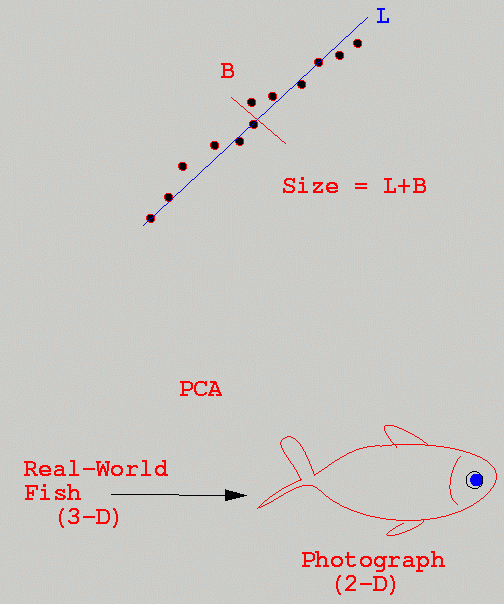 L
B
Size = L+B
PCA
Real-World
Fish
(3-D)
Photograph
(2-D)